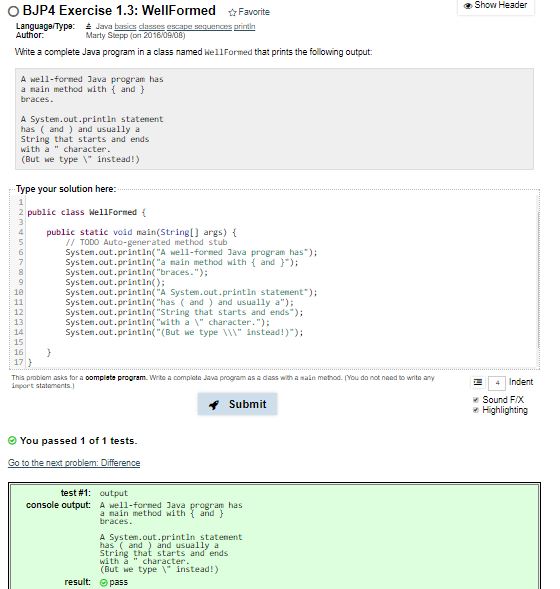 BJP4 Exercise 1.3: WellFormed ☆ Favorite
Show Header
Language/Type: Java basics classes escape sequences println
Author: Marty Stepp (on 2016/09/08)
Write a complete Java program in a class named WellFormed that prints the following output:
A well-formed Java program has
a main method with { and }
braces.
A System.out.println statement
has ( and ) and usually a
String that starts and ends
with a " character.
(But we type \" instead!)
Type your solution here:
1
2 public class WellFormed {
3
4 public static void main(String[] args) {
5 // TODO Auto-generated method stub
6 System.out.println("A well-formed Java program has");
7 System.out.println("a main method with { and }");
8 System.out.println("braces.");
9 System.out.println();
10 System.out.println("A System.out.println statement");
11 System.out.println("has ( and ) and usually a");
12 System.out.println("String that starts and ends");
13 System.out.println("with a \" character.");
14 System.out.println("(But we type \\\" instead!)");
15
16 }
17 }
This problem asks for a complete program. Write a complete Java program as a class with a main method. (You do not need to write any
import statements.)
4 Indent
Sound F/X
Highlighting
Submit
You passed 1 of 1 tests.
Go to the next problem: Difference
test #1: output
console output: A well-formed Java program has
a main method with { and }
braces.
A System.out.println statement
has ( and ) and usually a
String that starts and ends
with a " character.
(But we type \" instead!)
result: pass